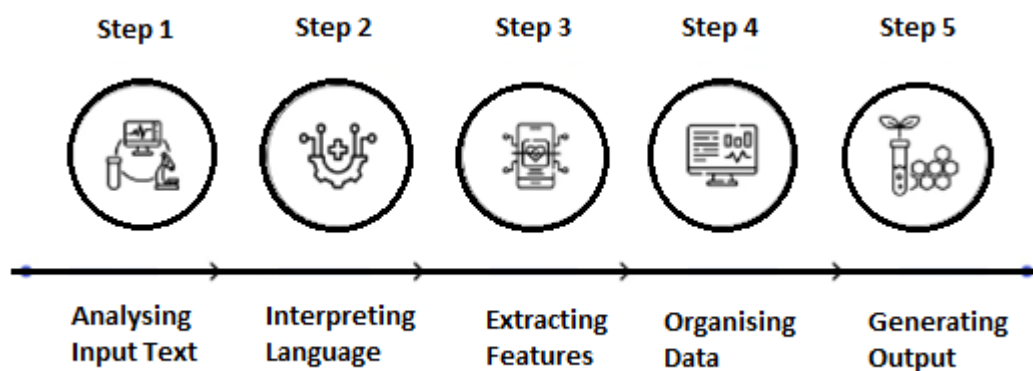 Step 1
Step 2
Step 3
Step 4
Step 5
Analysing
Input Text
Interpreting
Language
Extracting
Features
Organising
Data
Generating
Output